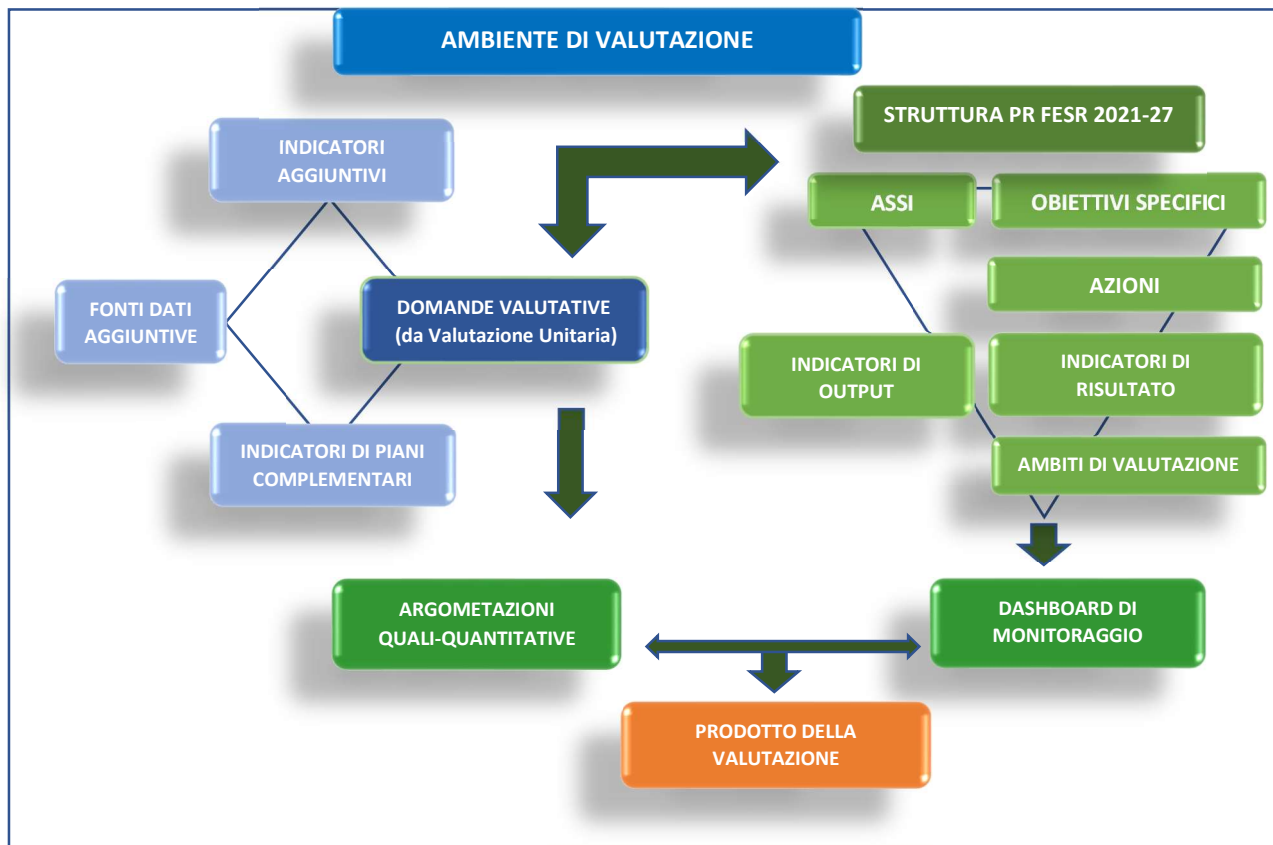 AMBIENTE DI VALUTAZIONE
STRUTTURA PR FESR 2021-27
INDICATORI
AGGIUNTIVI
ASSI
OBIETTIVI SPECIFICI
AZIONI
FONTI DATI
AGGIUNTIVE
DOMANDE VALUTATIVE
(da Valutazione Unitaria)
INDICATORI DI
OUTPUT
INDICATORI DI
RISULTATO
INDICATORI DI PIANI
COMPLEMENTARI
AMBITI DI VALUTAZIONE
ARGOMETAZIONI
QUALI-QUANTITATIVE
DASHBOARD DI
MONITORAGGIO
PRODOTTO DELLA
VALUTAZIONE